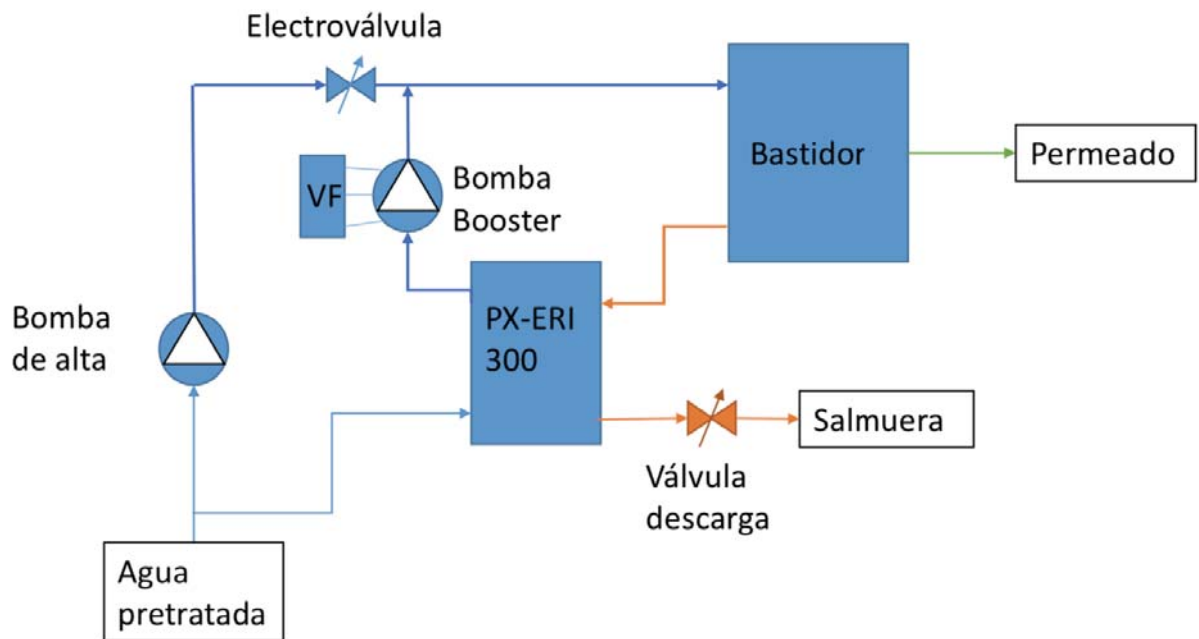 Electroválvula
Bastidor
Permeado
VF
Bomba
Booster
PX-ERI
300
Bomba
de alta
Salmuera
Válvula
descarga
Agua
pretratada